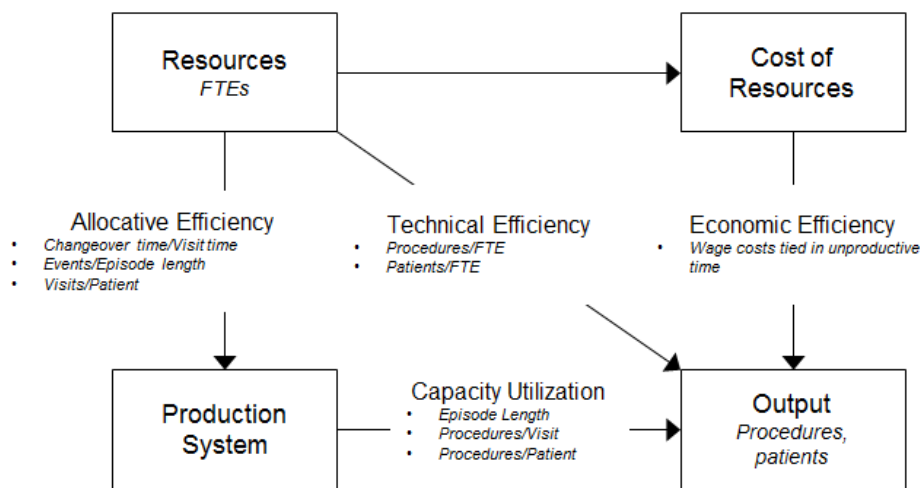 Resources
FTEs
Cost of
Resources
Allocative Efficiency
• Changeover time/Visit time
• Events/Episode length
• Visits/Patient
Technical Efficiency
• Procedures/FTE
• Patients/FTE
Economic Efficiency
• Wage costs tied in unproductive
time
Production
System
Capacity Utilization
• Episode Length
• Procedures/Visit
• Procedures/Patient
Output
Procedures,
patients